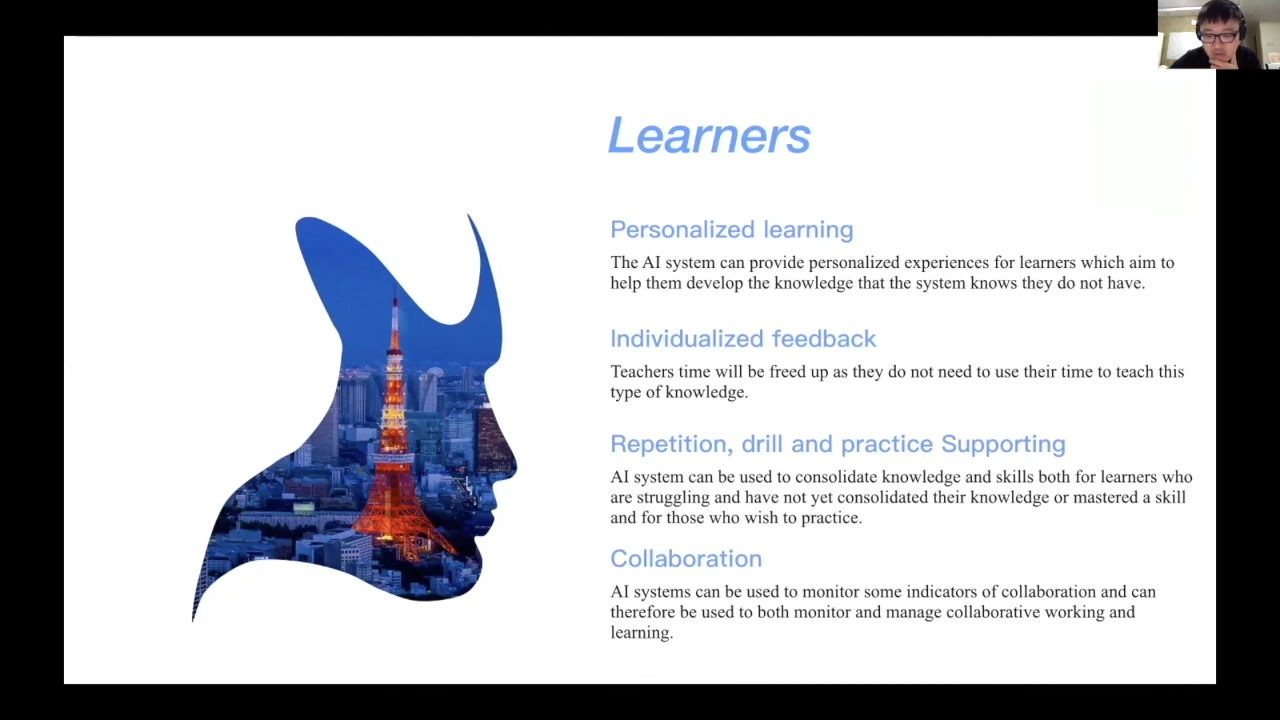 Learners
Personalized learning
The AI system can provide personalized experiences for learners which aim to
help them develop the knowledge that the system knows they do not have.
Individualized feedback
Teachers time will be freed up as they do not need to use their time to teach this
type of knowledge.
Repetition, drill and practice Supporting
AI system can be used to consolidate knowledge and skills both for learners who
are struggling and have not yet consolidated their knowledge or mastered a skill
and for those who wish to practice.
Collaboration
AI systems can be used to monitor some indicators of collaboration and can
therefore be used to both monitor and manage collaborative working and
learning.